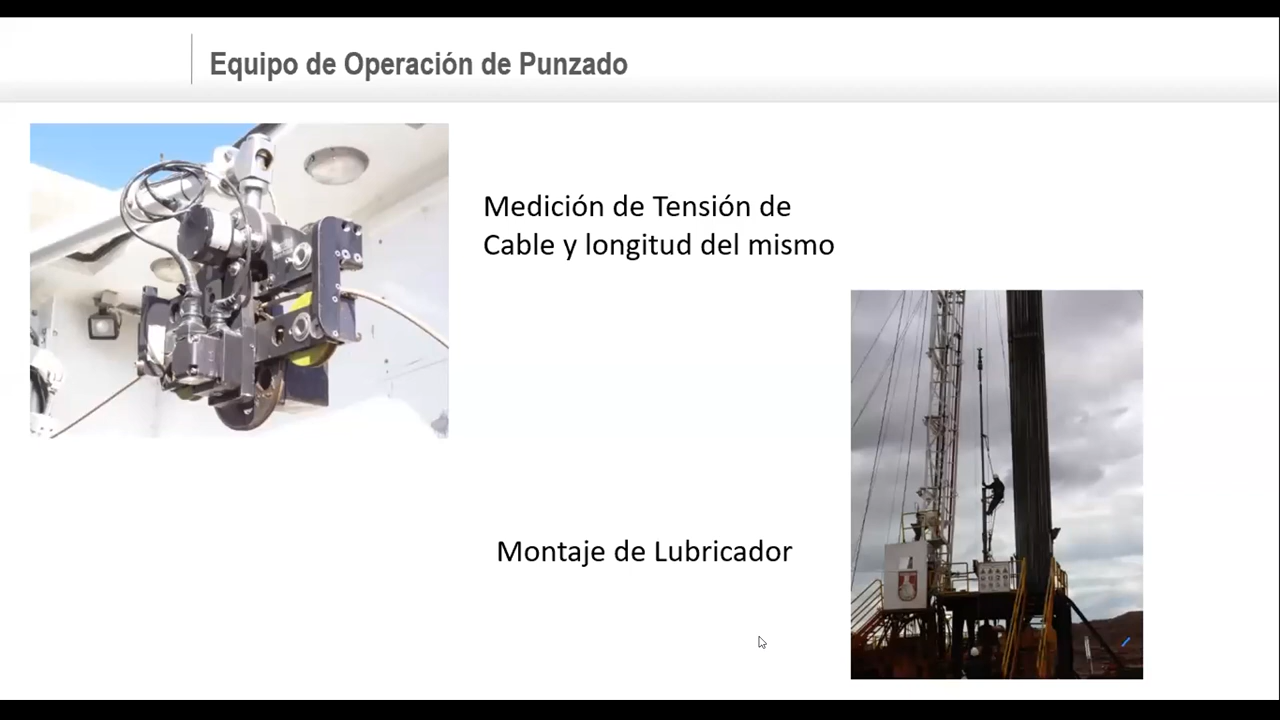 Equipo de Operación de Punzado
Medición de Tensión de
Cable y longitud del mismo
Montaje de Lubricador